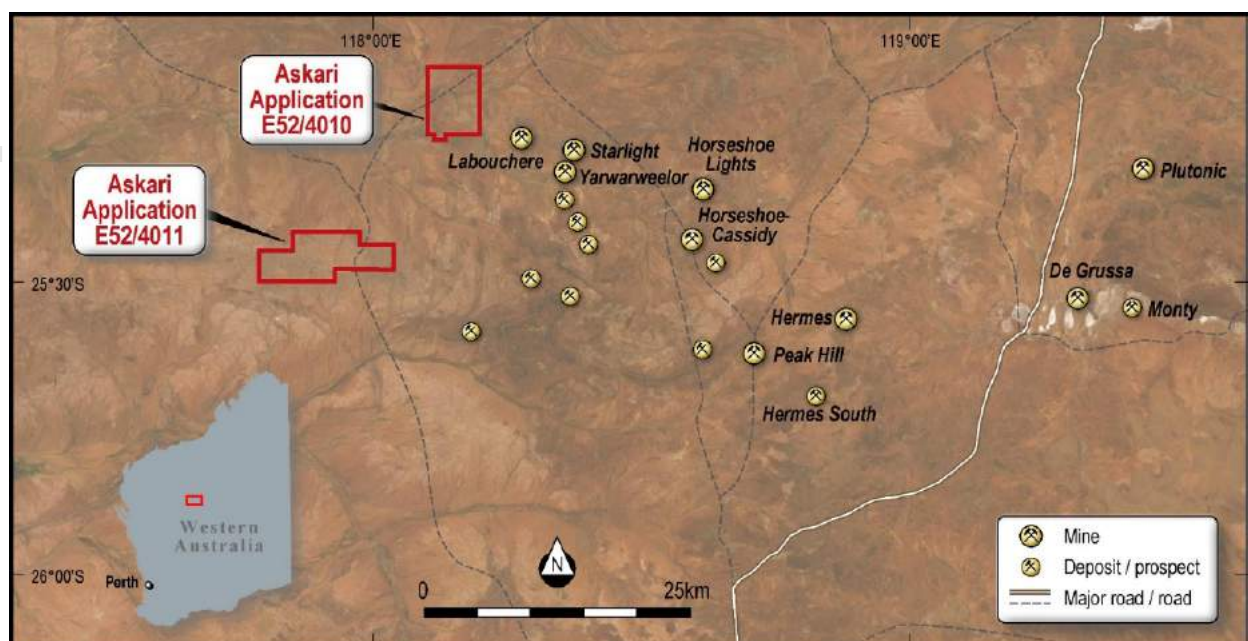 118°00'E
119°00'E
Askari
Application
E52/4010
Labouchere
Starlight
Yarwarweelor
Horseshoe
Lights
Plutonic
Askari
Application
E52/4011
Horseshoe-
Cassidy
25°30'S
De Grussa
Monty
Hermes
Peak Hill
Hermes South
Western
Australia
Perth
26°00'S
N
0
25km
Mine
Deposit / prospect
Major road / road